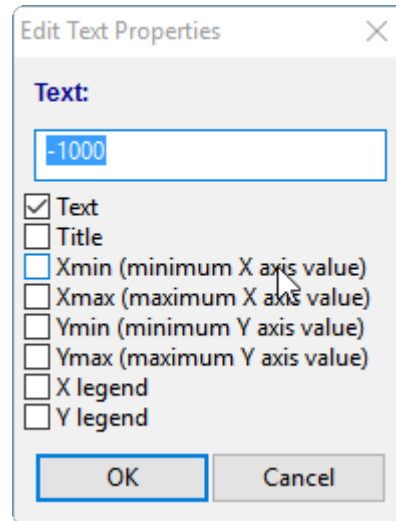 Edit Text Properties
Text:
-1000
Text
Title
Xmin (minimum X axis value)
Xmax (maximum X axis value)
Ymin (minimum Y axis value)
Ymax (maximum Y axis value)
X legend
Y legend
OK Cancel